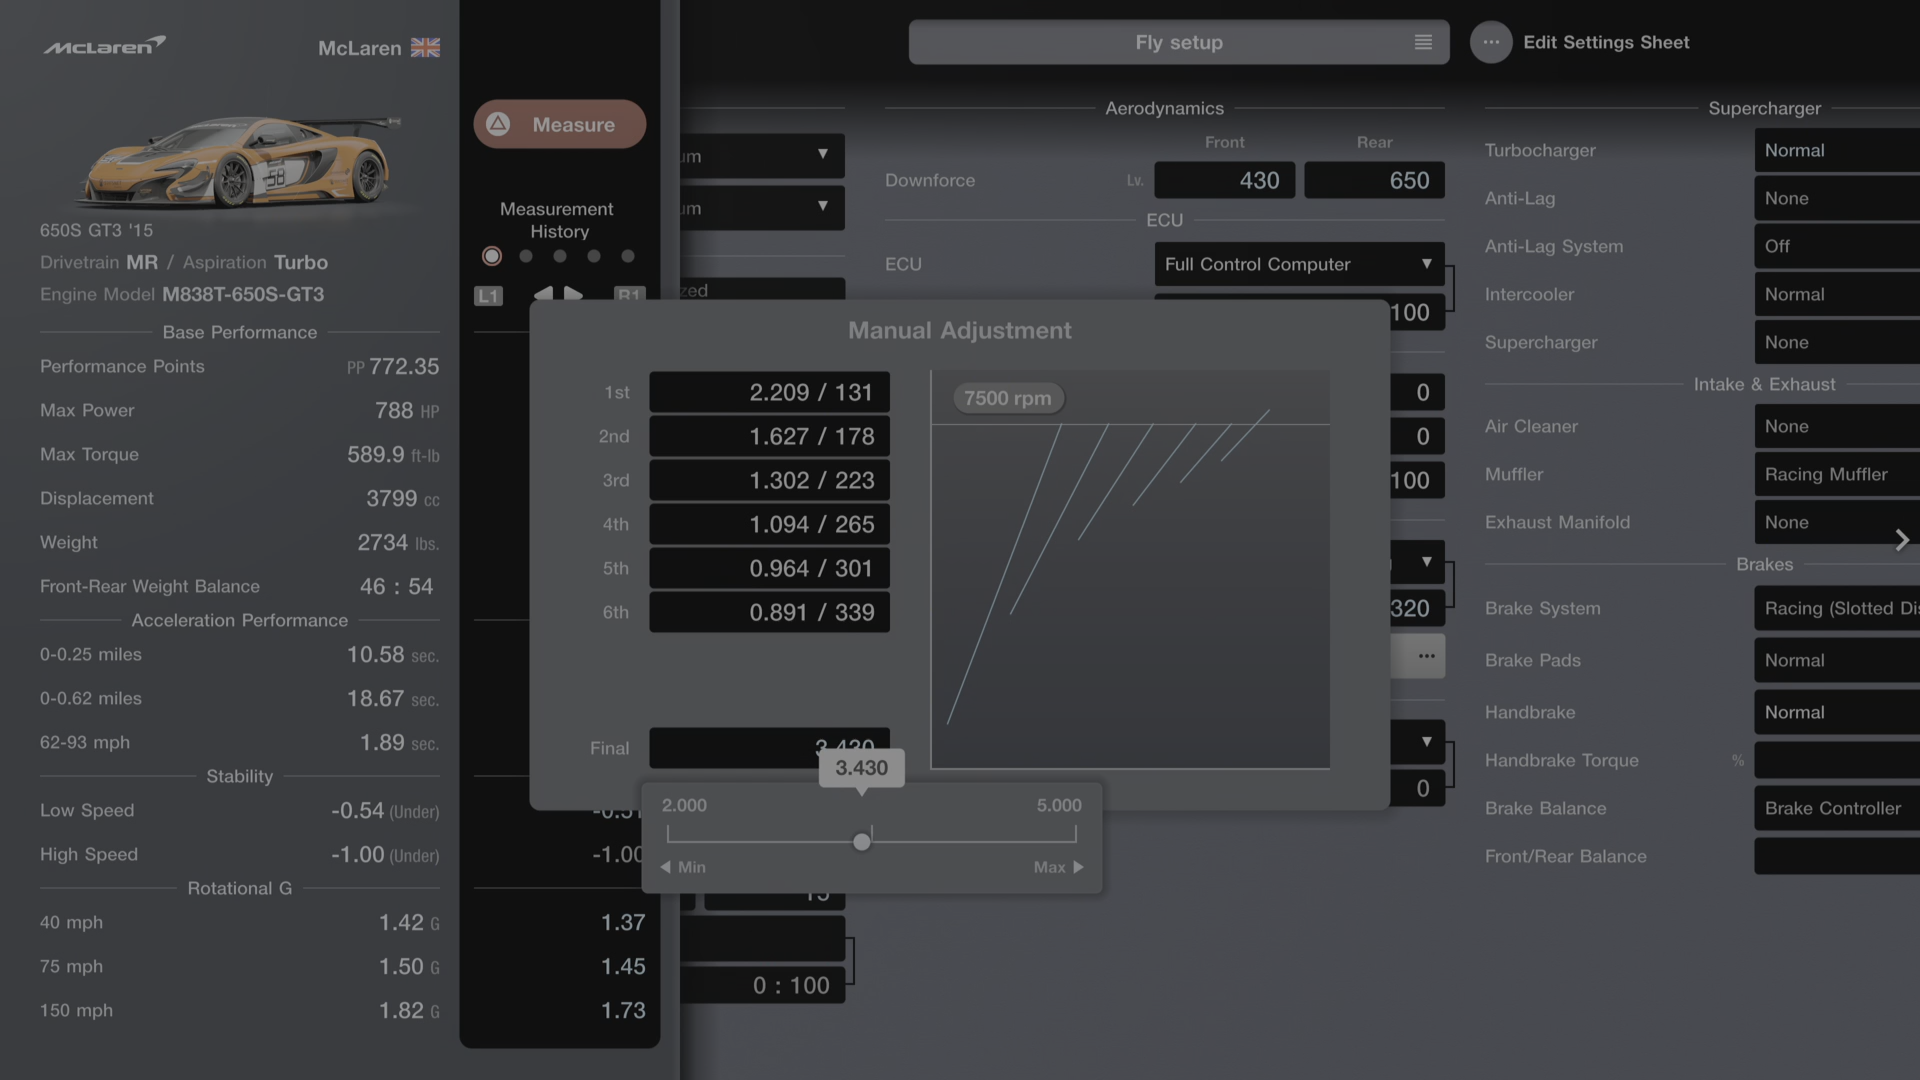 McLaren
McLaren
650S GT3 '15
Drivetrain MR / Aspiration Turbo
Engine Model M838T-650S-GT3
Base Performance
Performance Points PP 772.35
Max Power 788 HP
Max Torque 589.9 ft-lb
Displacement 3799 cc
Weight 2734 lbs.
Front-Rear Weight Balance 46 : 54
Acceleration Performance
0-0.25 miles 10.58 sec.
0-0.62 miles 18.67 sec.
62-93 mph 1.89 sec.
Stability
Low Speed -0.54 (Under)
High Speed -1.00 (Under)
Rotational G
40 mph 1.42 G
75 mph 1.50 G
150 mph 1.82 G
Measure
Measurement
History
L1 R1
-1.00
1.37
1.45
1.73
Fly setup
Edit Settings Sheet
Aerodynamics
Front Rear
Downforce Lv. 430 650
ECU
ECU Full Control Computer
100
0
0
100
320
0
0 : 100
Manual Adjustment
1st 2.209 / 131
2nd 1.627 / 178
3rd 1.302 / 223
4th 1.094 / 265
5th 0.964 / 301
6th 0.891 / 339
Final 3.430
7500 rpm
3.430
2.000 5.000
Min Max
Supercharger
Turbocharger Normal
Anti-Lag None
Anti-Lag System Off
Intercooler Normal
Supercharger None
Intake & Exhaust
Air Cleaner None
Muffler Racing Muffler
Exhaust Manifold None
Brakes
Brake System Racing (Slotted Dis
Brake Pads Normal
Handbrake Normal
Handbrake Torque %
Brake Balance Brake Controller
Front/Rear Balance